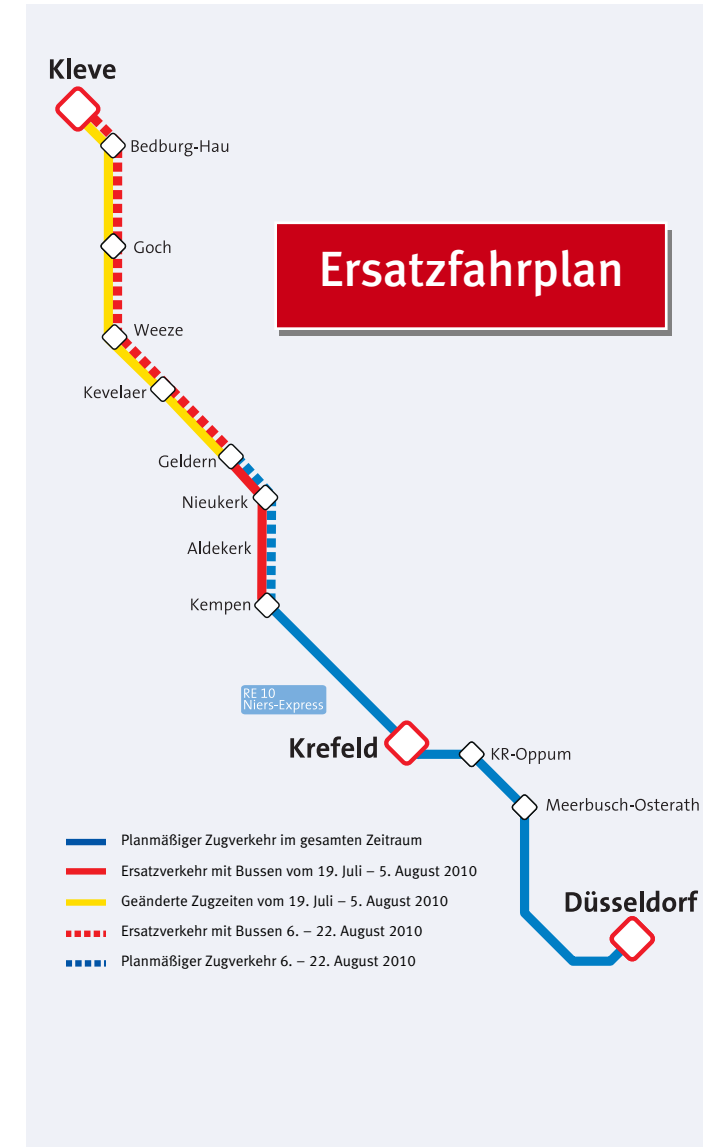 Kleve
Bedburg-Hau
Goch
Ersatzfahrplan
Weeze
Kevelaer
Geldern
Nieukerk
Aldekerk
Kempen
RE 10
Niers-Express
Krefeld
KR-Oppum
Meerbusch-Osterath
Planmäßiger Zugverkehr im gesamten Zeitraum
Ersatzverkehr mit Bussen vom 19. Juli – 5. August 2010
Geänderte Zugzeiten vom 19. Juli – 5. August 2010
Ersatzverkehr mit Bussen 6. – 22. August 2010
Planmäßiger Zugverkehr 6. – 22. August 2010
Düsseldorf